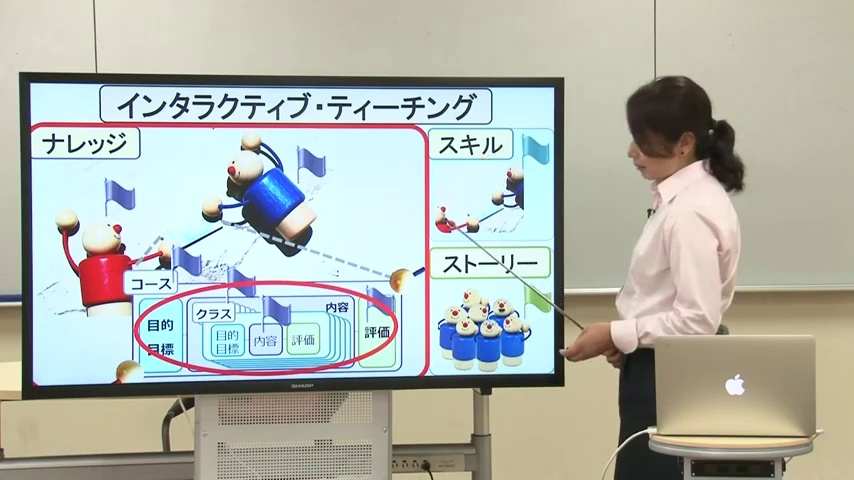 インタラクティブ・ティーチング
ナレッジ
スキル
ストーリー
コース
目的
目標
クラス
内容
目的
目標
内容
評価
評価
SHARP